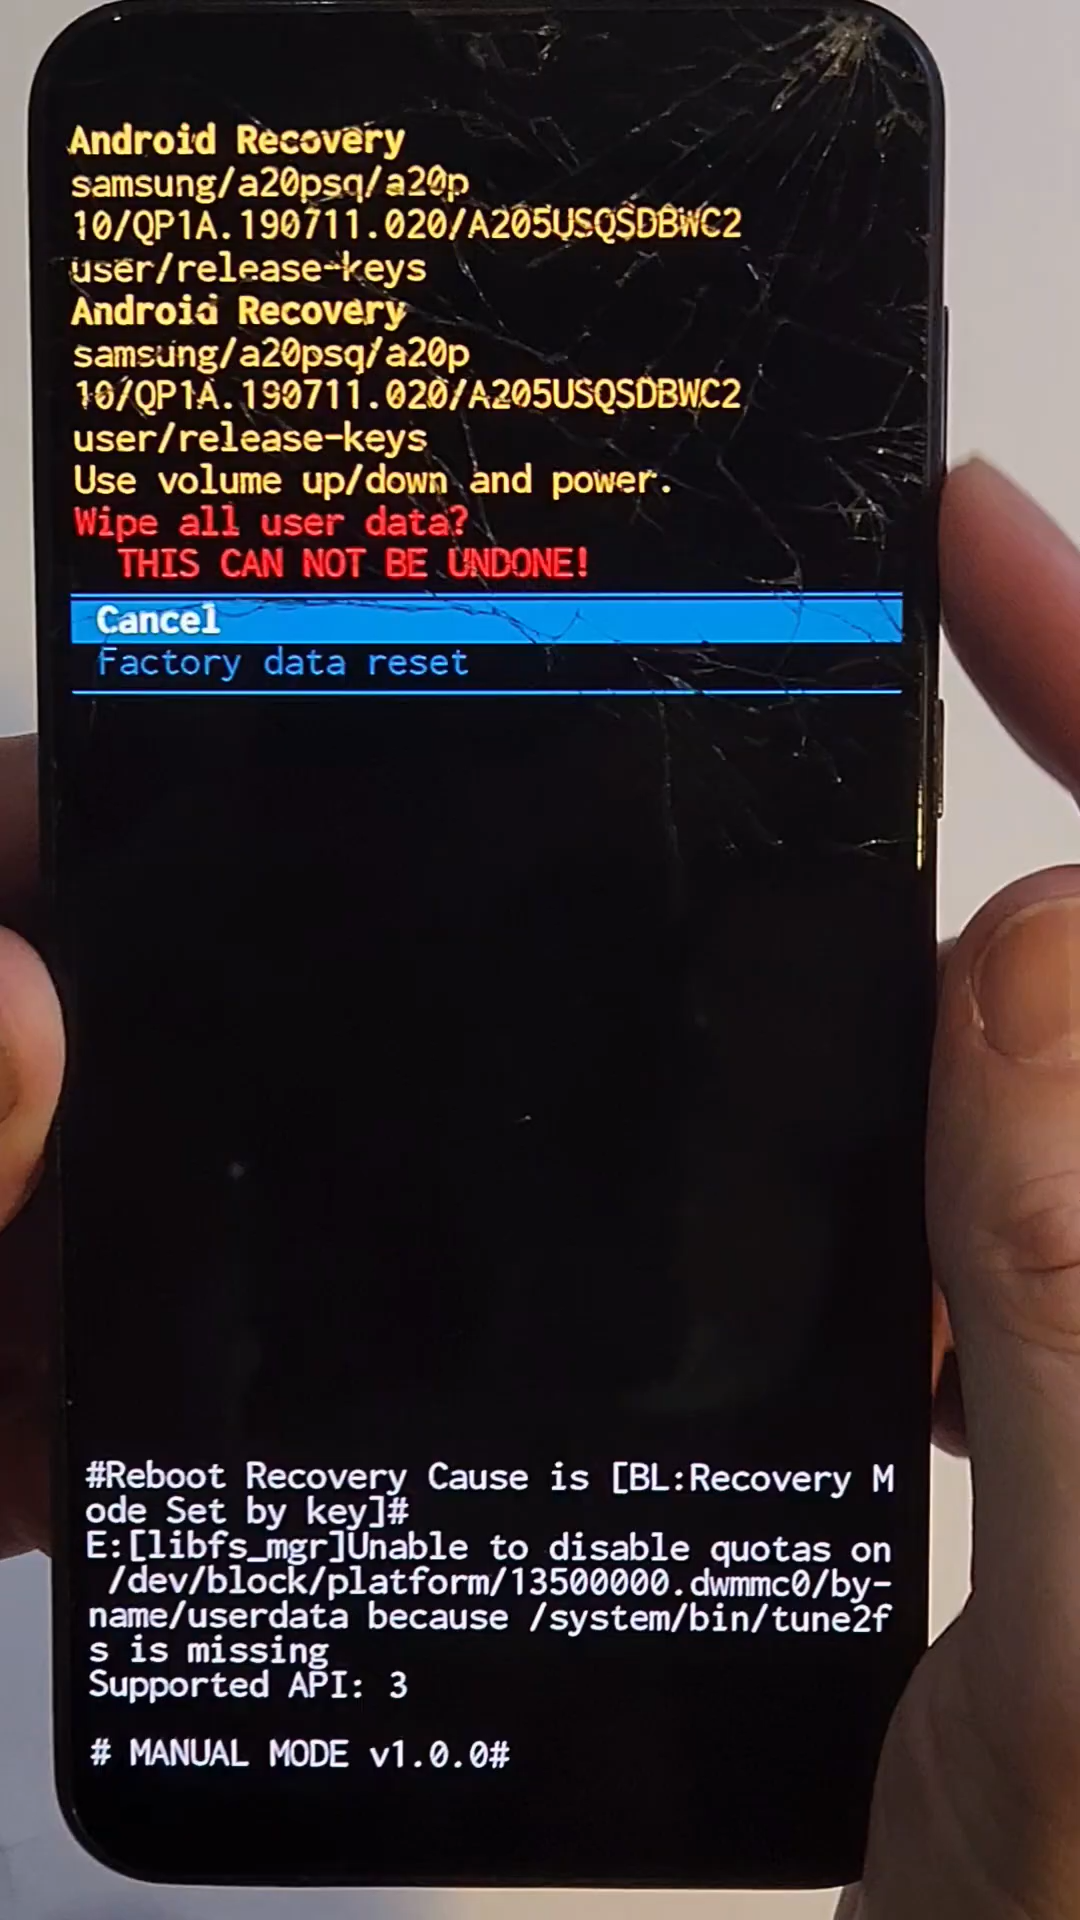 Android Recovery
samsung/a20psq/a20p
10/QP1A.190711.020/A205USQSDBWC2
user/release-keys
Android Recovery
samsung/a20psq/a20p
10/QP1A.190711.020/A205USQSDBWC2
user/release-keys
Use volume up/down and power.
Wipe all user data?
THIS CAN NOT BE UNDONE!
Cancel
Factory data reset
#Reboot Recovery Cause is [BL:Recovery M
ode Set by key]#
E:[libfs_mgr]Unable to disable quotas on
/dev/block/platform/13500000.dwmmc0/by-
name/userdata because /system/bin/tune2f
s is missing
Supported API: 3
# MANUAL MODE v1.0.0#